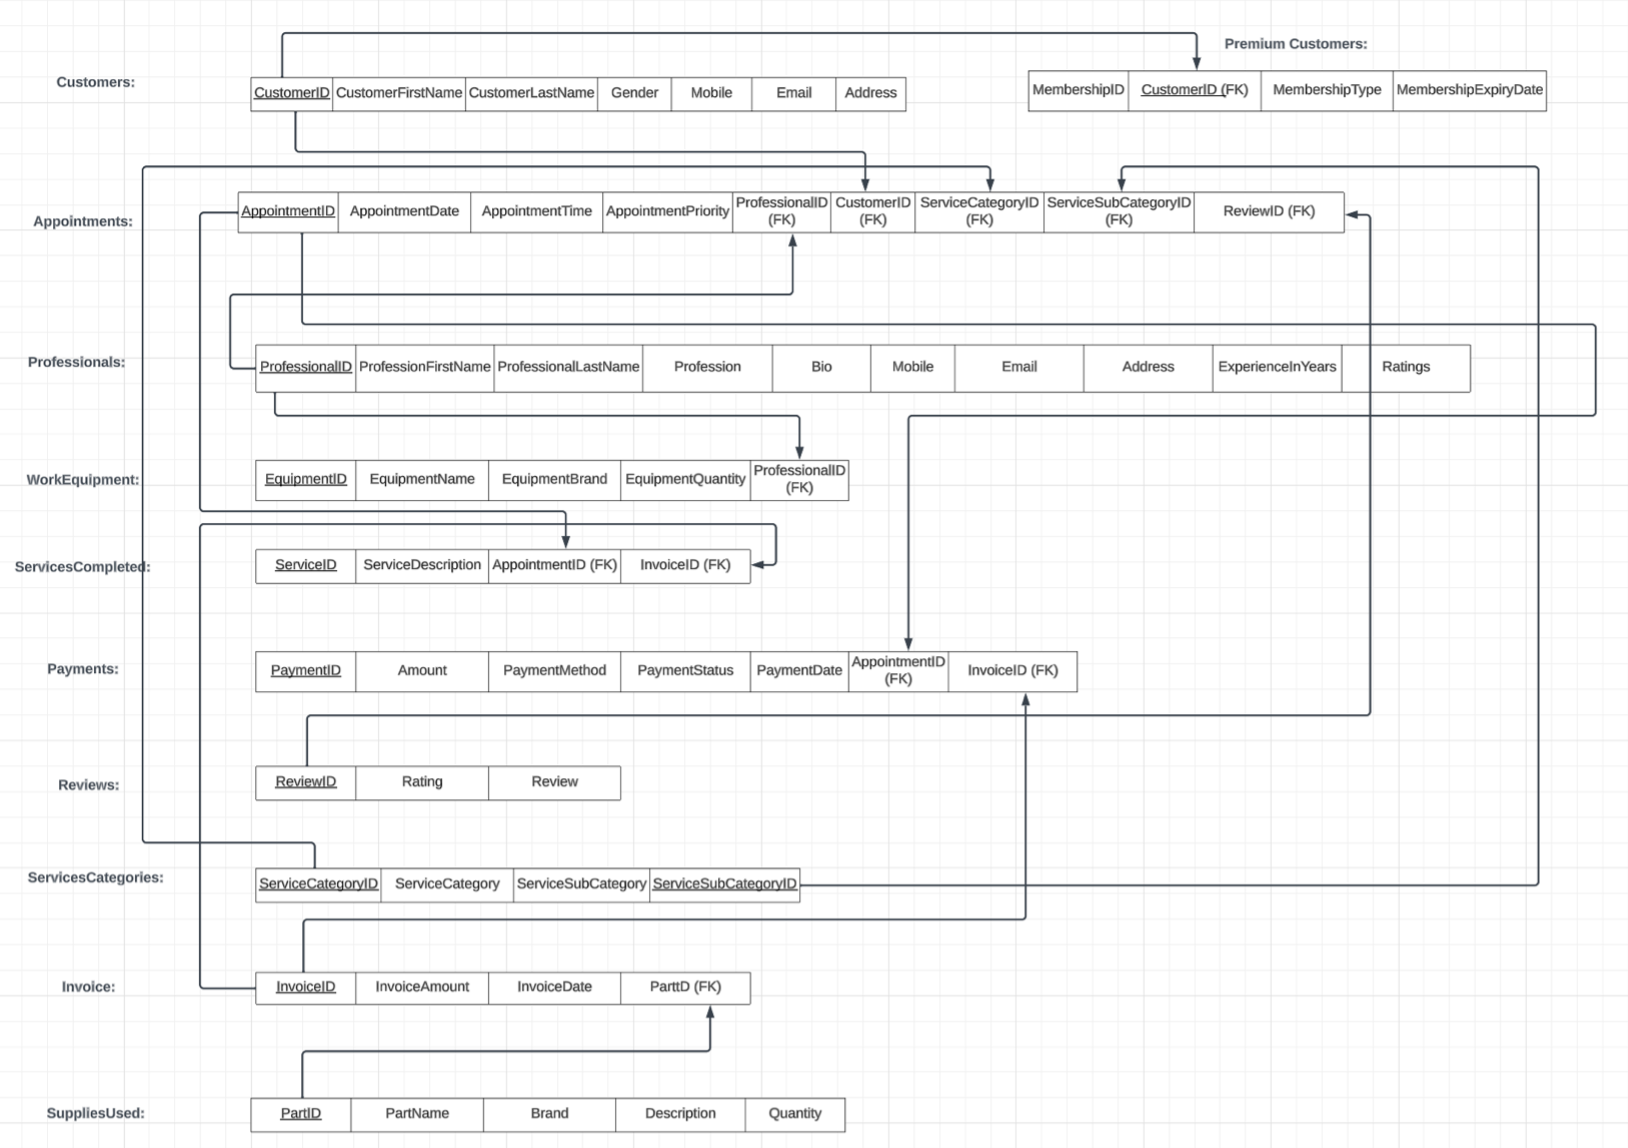 Premium Customers:
Customers:
CustomerID CustomerFirstName CustomerLastName Gender Mobile Email Address
MembershipID CustomerID (FK) MembershipType MembershipExpiryDate
Appointments:
AppointmentID AppointmentDate AppointmentTime AppointmentPriority ProfessionalID (FK) CustomerID (FK) ServiceCategoryID (FK) ServiceSubCategoryID (FK) ReviewID (FK)
Professionals:
ProfessionalID ProfessionFirstName ProfessionalLastName Profession Bio Mobile Email Address ExperienceInYears Ratings
WorkEquipment:
EquipmentID EquipmentName EquipmentBrand EquipmentQuantity ProfessionalID (FK)
ServicesCompleted:
ServiceID ServiceDescription AppointmentID (FK) InvoiceID (FK)
Payments:
PaymentID Amount PaymentMethod PaymentStatus PaymentDate AppointmentID (FK) InvoiceID (FK)
Reviews:
ReviewID Rating Review
ServicesCategories:
ServiceCategoryID ServiceCategory ServiceSubCategory ServiceSubCategoryID
Invoice:
InvoiceID InvoiceAmount InvoiceDate ParttD (FK)
SuppliesUsed:
PartID PartName Brand Description Quantity